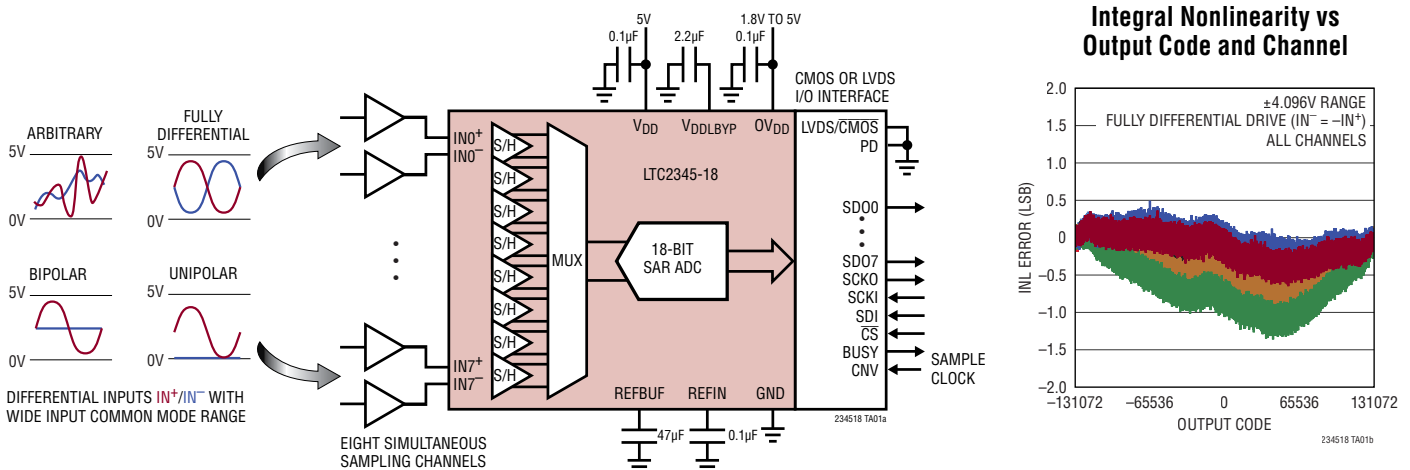 ARBITRARY
5V
0V
FULLY
DIFFERENTIAL
5V
0V
BIPOLAR
5V
0V
UNIPOLAR
5V
0V
DIFFERENTIAL INPUTS IN+/IN– WITH
WIDE INPUT COMMON MODE RANGE
EIGHT SIMULTANEOUS
SAMPLING CHANNELS
5V
1.8V TO 5V
0.1µF
2.2µF
0.1µF
CMOS OR LVDS
I/O INTERFACE
VDD
VDDLBYP
OVDD
LVDS/CMOS
PD
IN0+
IN0–
S/H
S/H
S/H
S/H
S/H
S/H
S/H
S/H
MUX
LTC2345-18
18-BIT
SAR ADC
SDO0
SDO7
SCKO
SCKI
SDI
CS
BUSY
CNV
SAMPLE
CLOCK
IN7+
IN7–
REFBUF
REFIN
GND
47µF
0.1µF
234518 TA01a
Integral Nonlinearity vs
Output Code and Channel
±4.096V RANGE
FULLY DIFFERENTIAL DRIVE (IN– = –IN+)
ALL CHANNELS
INL ERROR (LSB)
2.0
1.5
1.0
0.5
0
–0.5
–1.0
–1.5
–2.0
–131072
–65536
0
65536
131072
OUTPUT CODE
234518 TA01b